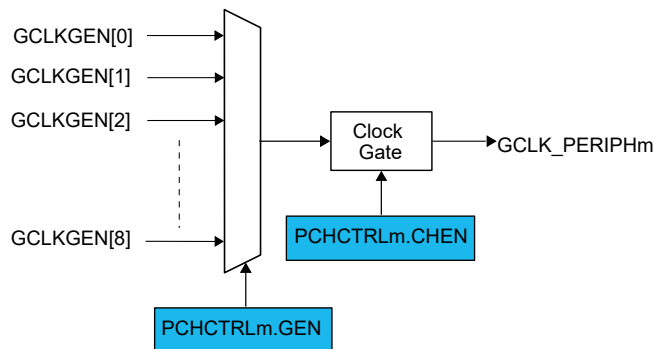 GCLKGEN[0]
GCLKGEN[1]
GCLKGEN[2]
Clock
Gate
GCLK_PERIPHm
GCLKGEN[8]
PCHCTRLm.CHEN
PCHCTRLm.GEN